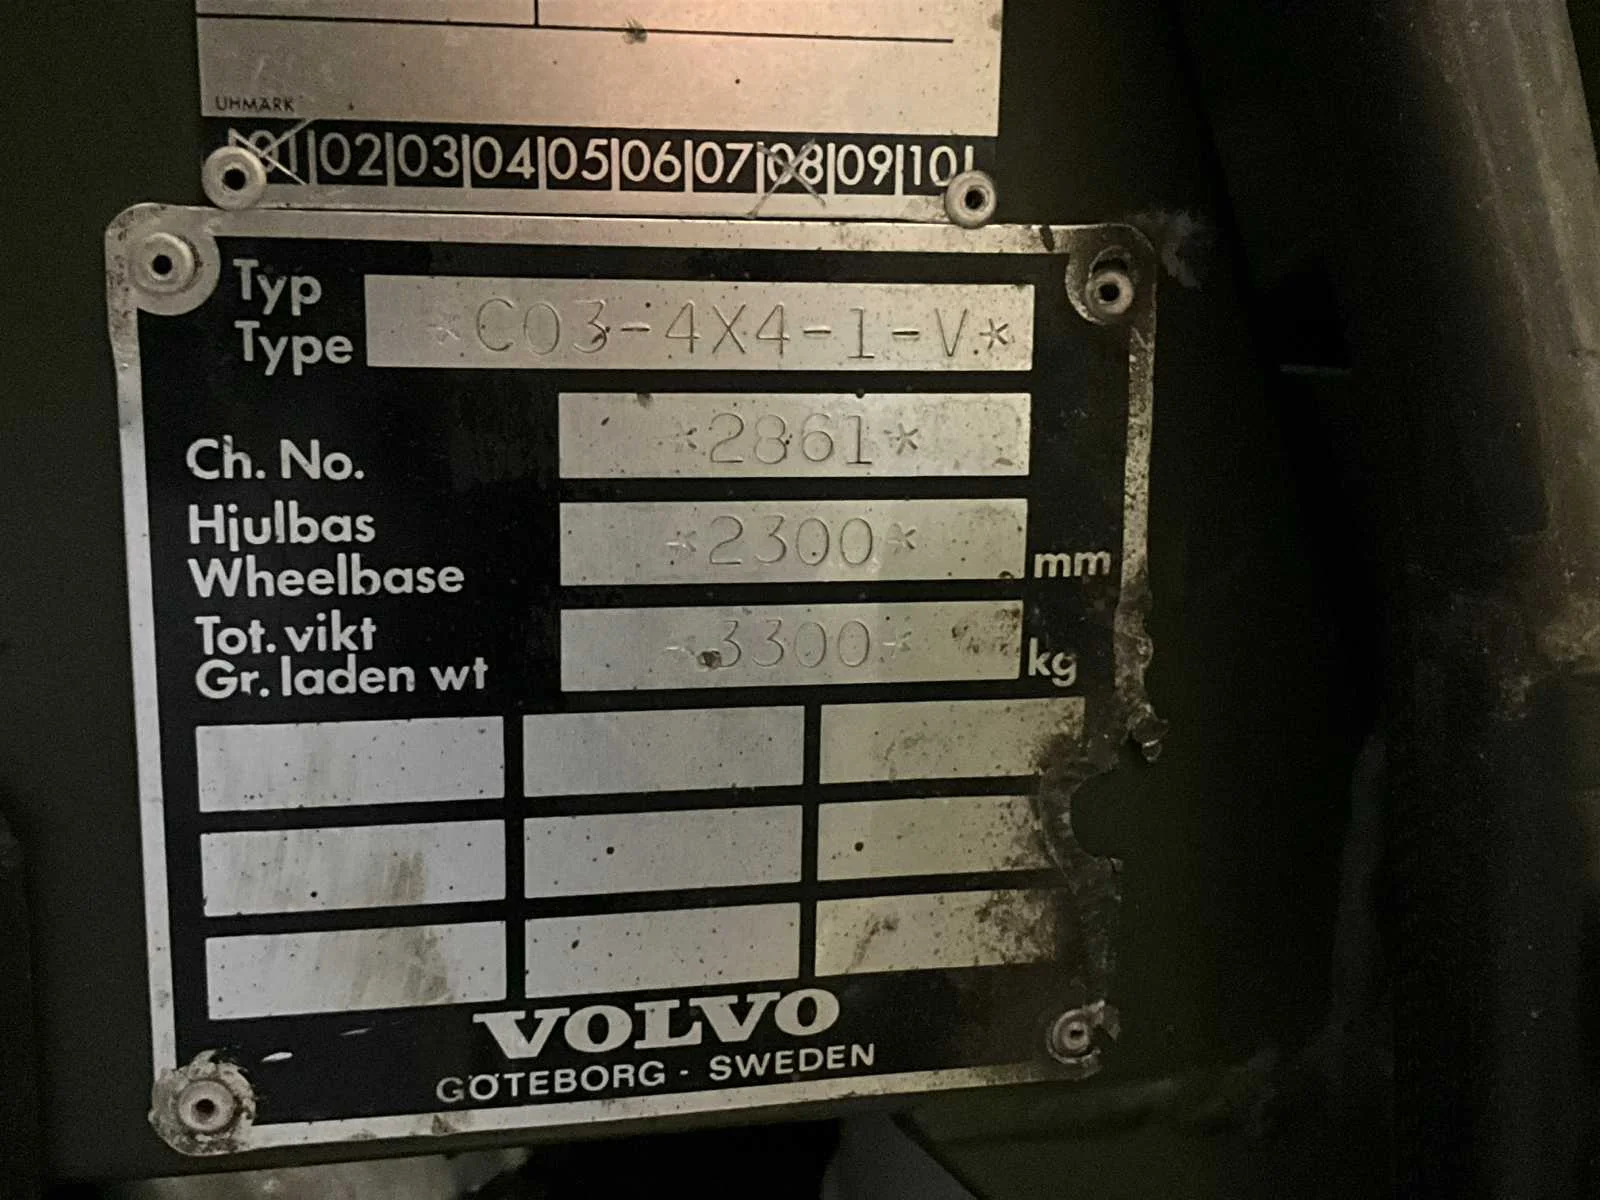 UHMÄRK
01|02|03|04|05|06|07|08|09|10|
Typ
Type
*C03-4X4-1-V*
Ch. No.
*2861*
Hjulbas
Wheelbase
*2300*
mm
Tot. vikt
Gr. laden wt
*3300*
kg
VOLVO
GÖTEBORG - SWEDEN